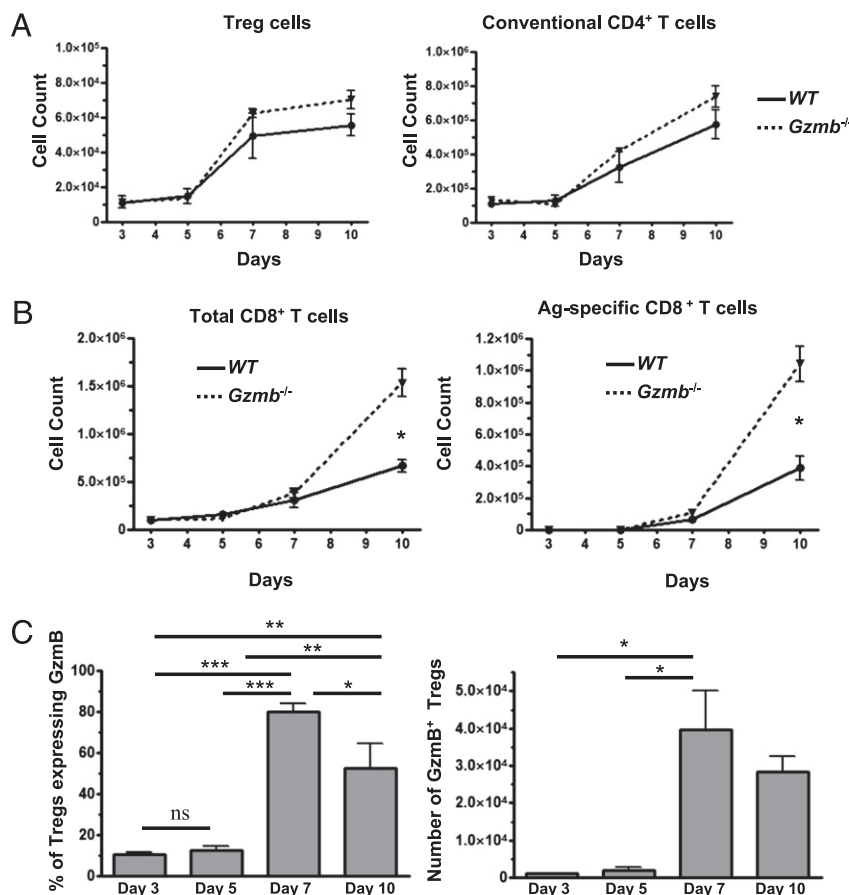 A
Treg cells
Conventional CD4⁺ T cells
Cell Count
1.0×10⁵
8.0×10⁴
6.0×10⁴
4.0×10⁴
2.0×10⁴
0
3 4 5 6 7 8 9 10
Days
Cell Count
1.0×10⁶
8.0×10⁵
6.0×10⁵
4.0×10⁵
2.0×10⁵
0
3 4 5 6 7 8 9 10
Days
WT
Gzmb⁻/⁻
B
Total CD8⁺ T cells
Ag-specific CD8⁺ T cells
Cell Count
2.0×10⁶
1.5×10⁶
1.0×10⁶
5.0×10⁵
0
WT
Gzmb⁻/⁻
*
3 4 5 6 7 8 9 10
Days
Cell Count
1.2×10⁶
1.0×10⁶
8.0×10⁵
6.0×10⁵
4.0×10⁵
2.0×10⁵
0
WT
Gzmb⁻/⁻
*
3 4 5 6 7 8 9 10
Days
C
% of Tregs expressing GzmB
100
80
60
40
20
0
**
**
***
***
*
ns
Day 3 Day 5 Day 7 Day 10
Number of GzmB⁺ Tregs
5.0×10⁴
4.0×10⁴
3.0×10⁴
2.0×10⁴
1.0×10⁴
0
*
*
Day 3 Day 5 Day 7 Day 10